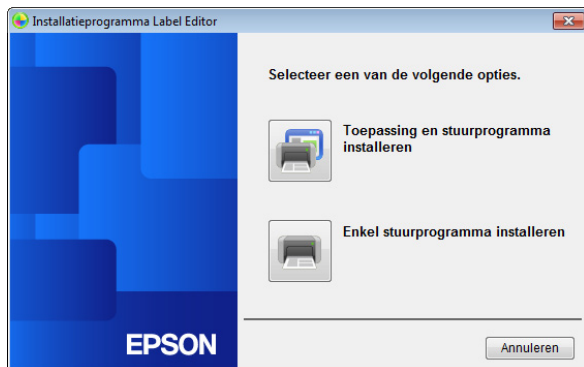 Installatieprogramma Label Editor
Selecteer een van de volgende opties.
Toepassing en stuurprogramma
installeren
Enkel stuurprogramma installeren
EPSON
Annuleren